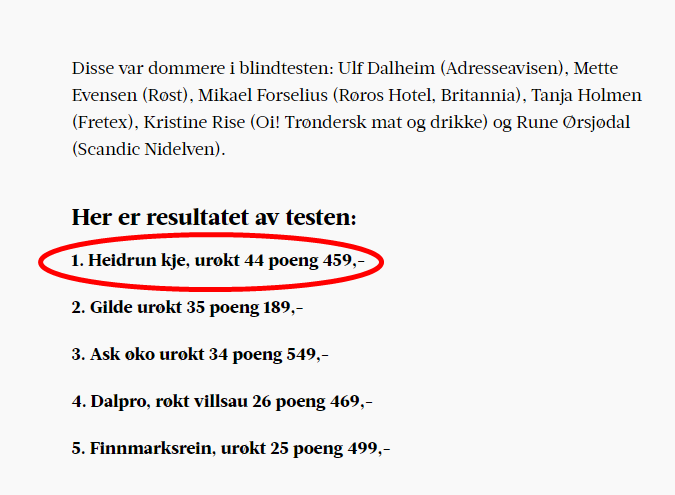 Disse var dommere i blindtesten: Ulf Dalheim (Adresseavisen), Mette
Evensen (Røst), Mikael Forselius (Røros Hotel, Britannia), Tanja Holmen
(Fretex), Kristine Rise (Oi! Trøndersk mat og drikke) og Rune Ørsjødal
(Scandic Nidelven).
Her er resultatet av testen:
1. Heidrun kje, urøkt 44 poeng 459,-
2. Gilde urøkt 35 poeng 189,-
3. Ask øko urøkt 34 poeng 549,-
4. Dalpro, røkt villsau 26 poeng 469,-
5. Finnmarksrein, urøkt 25 poeng 499,-